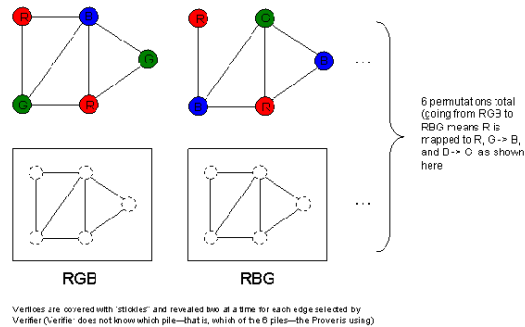 R B G G R
R G B B R
...
6 permutations total
(going from RGB to
RBG means R is
mapped to R, G-> B,
and B-> G as shown
here
...
RGB RBG
Vertices are covered with "stickies" and revealed two at a time for each edge selected by
Verifier (Verifier does not know which pile—that is, which of the 6 piles—the Prover is using)